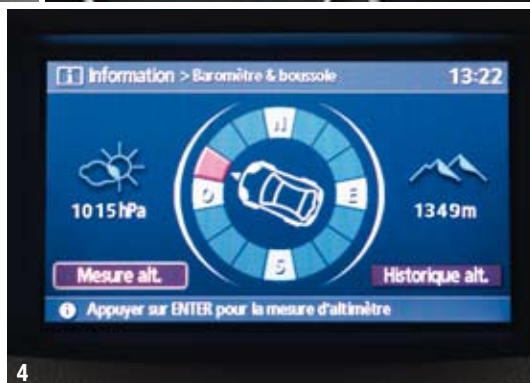 i Information > Baromètre & boussole 13:22
N
O
E
S
1015hPa
1349m
Mesure alt.
Historique alt.
i Appuyer sur ENTER pour la mesure d'altimètre
4